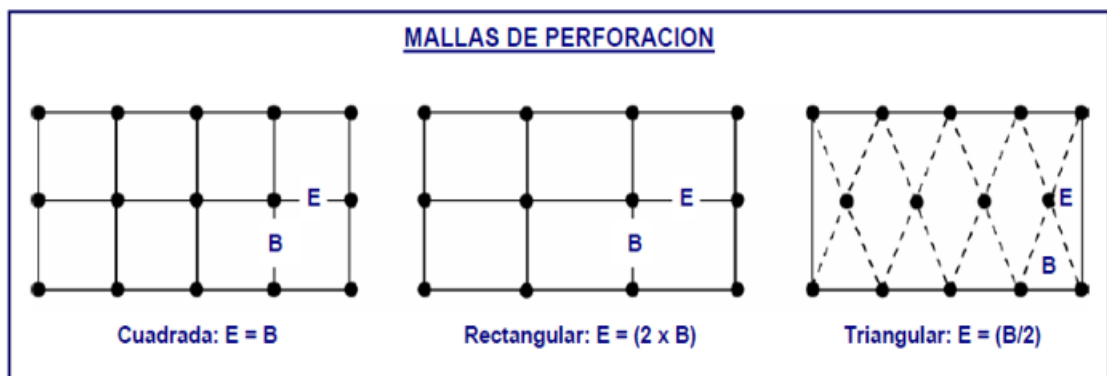 MALLAS DE PERFORACION
E
B
Cuadrada: E = B
E
B
Rectangular: E = (2 x B)
E
B
Triangular: E = (B/2)